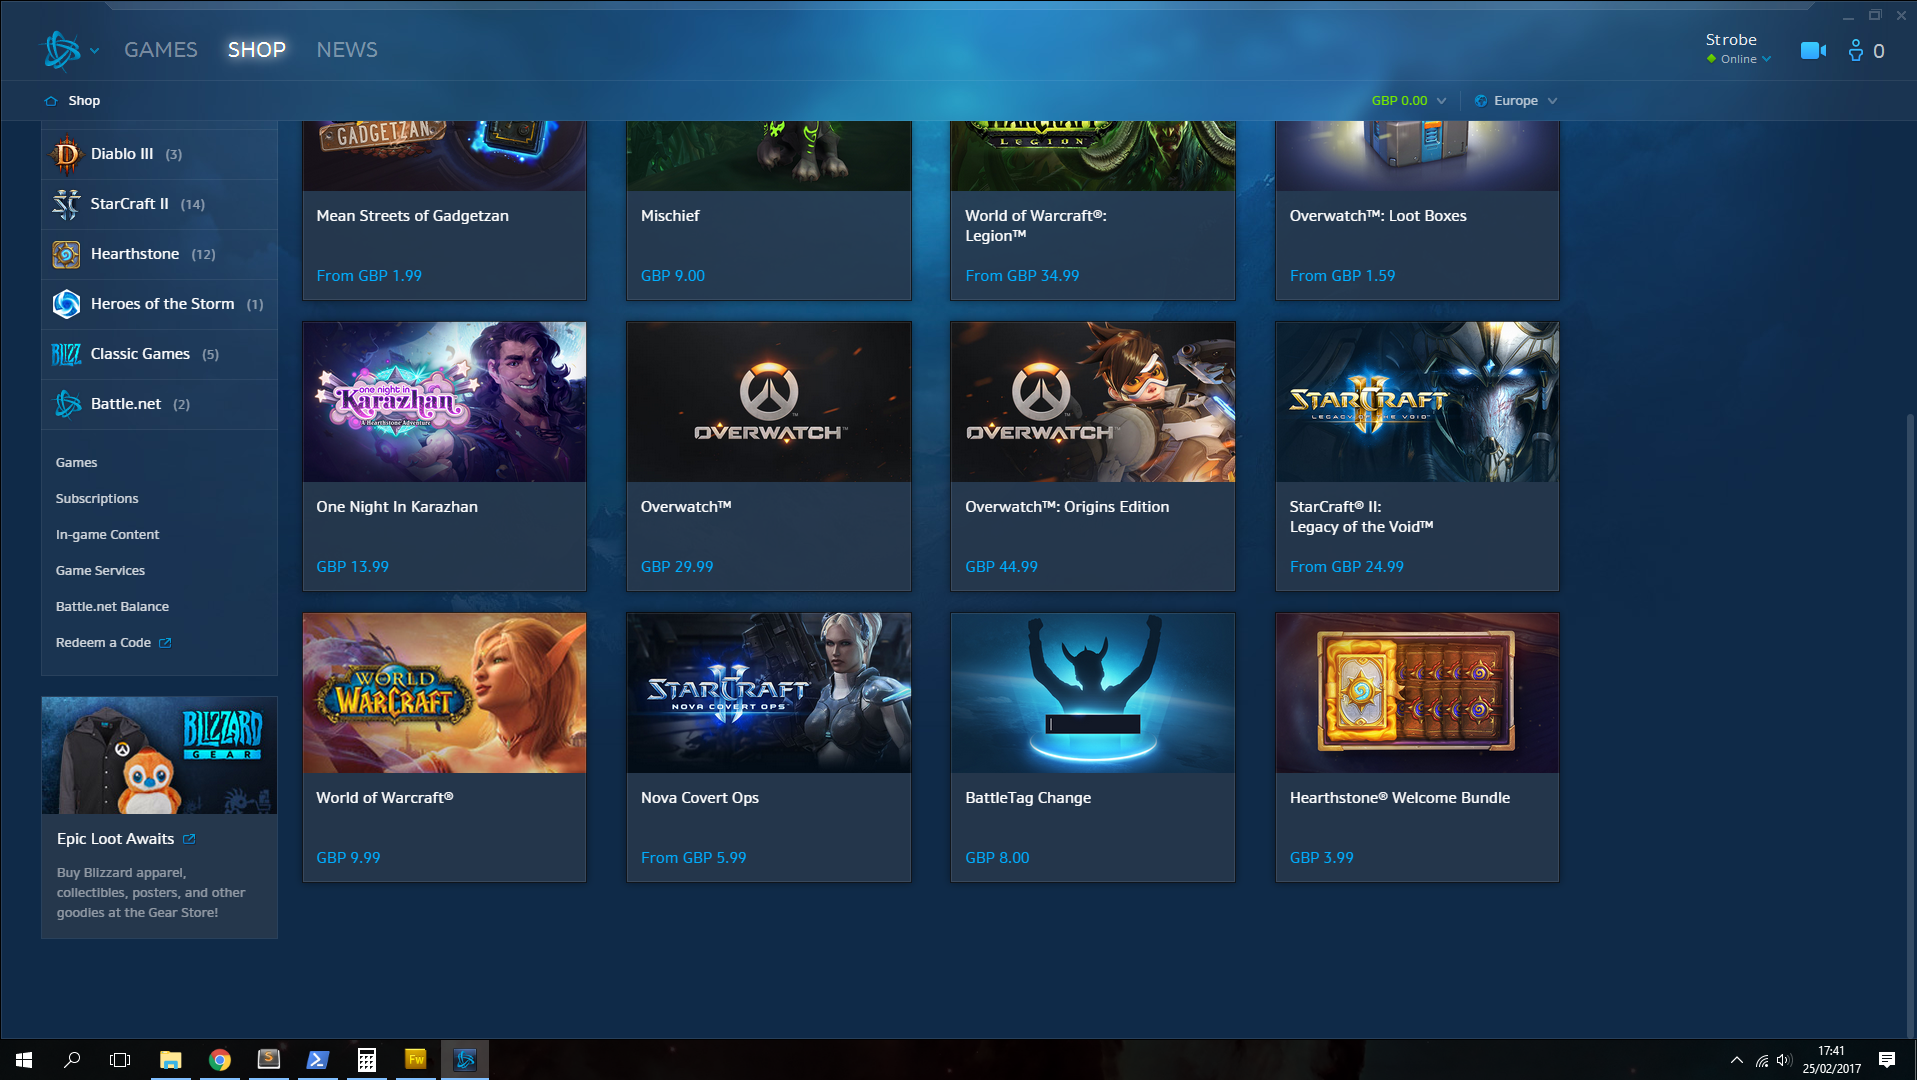 GAMES
SHOP
NEWS
Strobe
Online
0
Shop
GBP 0.00
Europe
Diablo III (3)
StarCraft II (14)
Hearthstone (12)
Heroes of the Storm (1)
BLIZZ
Classic Games (5)
Battle.net (2)
Games
Subscriptions
In-game Content
Game Services
Battle.net Balance
Redeem a Code
BLIZZARD
GEAR
Epic Loot Awaits
Buy Blizzard apparel,
collectibles, posters, and other
goodies at the Gear Store!
GADGETZAN
Mean Streets of Gadgetzan
From GBP 1.99
Mischief
GBP 9.00
WARCRAFT
LEGION
World of Warcraft®:
Legion™
From GBP 34.99
Overwatch™: Loot Boxes
From GBP 1.59
one night in
Karazhan
A Hearthstone Adventure
One Night In Karazhan
GBP 13.99
OVERWATCH™
Overwatch™
GBP 29.99
OVERWATCH™
Overwatch™: Origins Edition
GBP 44.99
STARCRAFT II
LEGACY OF THE VOID™
StarCraft® II:
Legacy of the Void™
From GBP 24.99
WORLD
OF
WARCRAFT
World of Warcraft®
GBP 9.99
STARCRAFT II
NOVA COVERT OPS
Nova Covert Ops
From GBP 5.99
BattleTag Change
GBP 8.00
Hearthstone® Welcome Bundle
GBP 3.99
S
Fw
17:41
25/02/2017